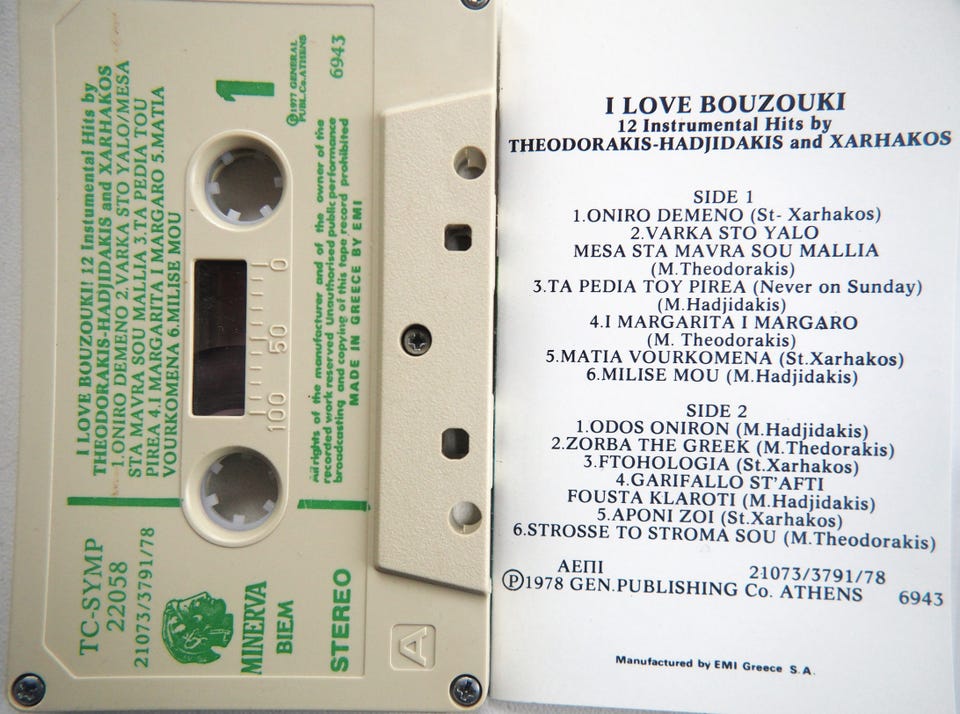 I LOVE BOUZOUKI! 12 Instrumental Hits by
THEODORAKIS-HADJIDAKIS and XARHAKOS
1.ONIRO DEMENO 2.VARKA STO YALO/MESA
STA MAVRA SOU MALLIA 3.TA PEDIA TOU
PIREA 4.I MARGARITA I MARGARO 5.MATIA
VOURKOMENA 6.MILISE MOU
1
Ⓟ1977 GENERAL
PUBL.Co.ATHENS
6943
0
50
100
All rights of the manufacturer and of the owner of the
recorded work reserved Unauthorised public performance
broadcasting and copying of this tape record prohibited
MADE IN GREECE BY EMI
TC-SYMP
22058
21073/3791/78
MINERVA
BIEM
STEREO
A
I LOVE BOUZOUKI
12 Instrumental Hits by
THEODORAKIS-HADJIDAKIS and XARHAKOS
SIDE 1
1.ONIRO DEMENO (St- Xarhakos)
2.VARKA STO YALO
MESA STA MAVRA SOU MALLIA
(M.Theodorakis)
3.TA PEDIA TOY PIREA (Never on Sunday)
(M.Hadjidakis)
4.I MARGARITA I MARGARO
(M. Theodorakis)
5.MATIA VOURKOMENA (St.Xarhakos)
6.MILISE MOU (M.Hadjidakis)
SIDE 2
1.ODOS ONIRON (M.Hadjidakis)
2.ZORBA THE GREEK (M.Thedorakis)
3.FTOHOLOGIA (St.Xarhakos)
4.GARIFALLO ST'AFTI
FOUSTA KLAROTI (M.Hadjidakis)
5.APONI ZOI (St.Xarhakos)
6.STROSSE TO STROMA SOU (M.Theodorakis)
ΑΕΠΙ 21073/3791/78
Ⓟ1978 GEN.PUBLISHING Co. ATHENS 6943
Manufactured by EMI Greece S.A.